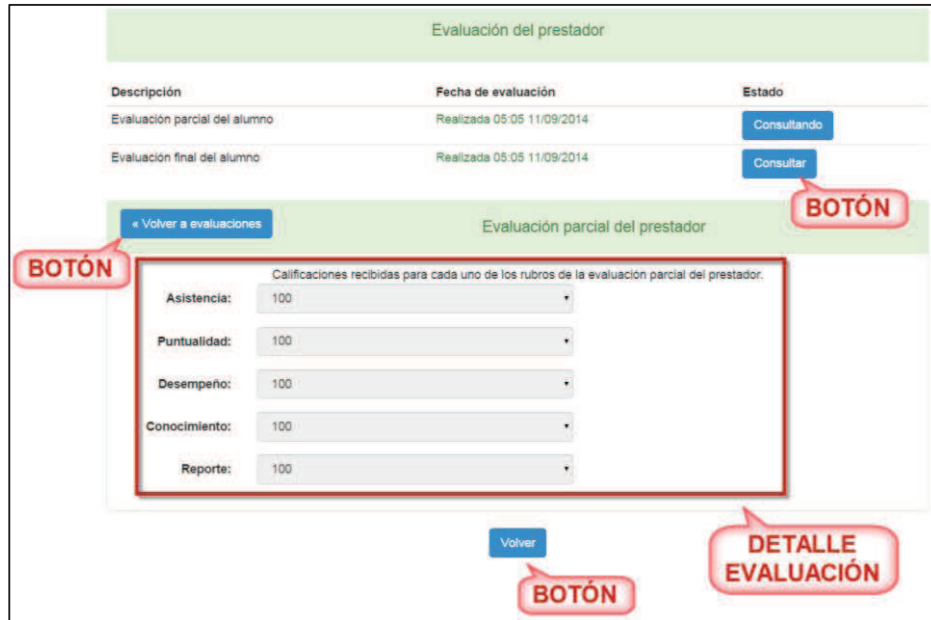 Evaluación del prestador
Descripción Fecha de evaluación Estado
Evaluación parcial del alumno Realizada 05:05 11/09/2014 Consultando
Evaluación final del alumno Realizada 05:05 11/09/2014 Consultar
BOTÓN
« Volver a evaluaciones Evaluación parcial del prestador
BOTÓN
Calificaciones recibidas para cada uno de los rubros de la evaluación parcial del prestador.
Asistencia: 100
Puntualidad: 100
Desempeño: 100
Conocimiento: 100
Reporte: 100
Volver
DETALLE
EVALUACIÓN
BOTÓN